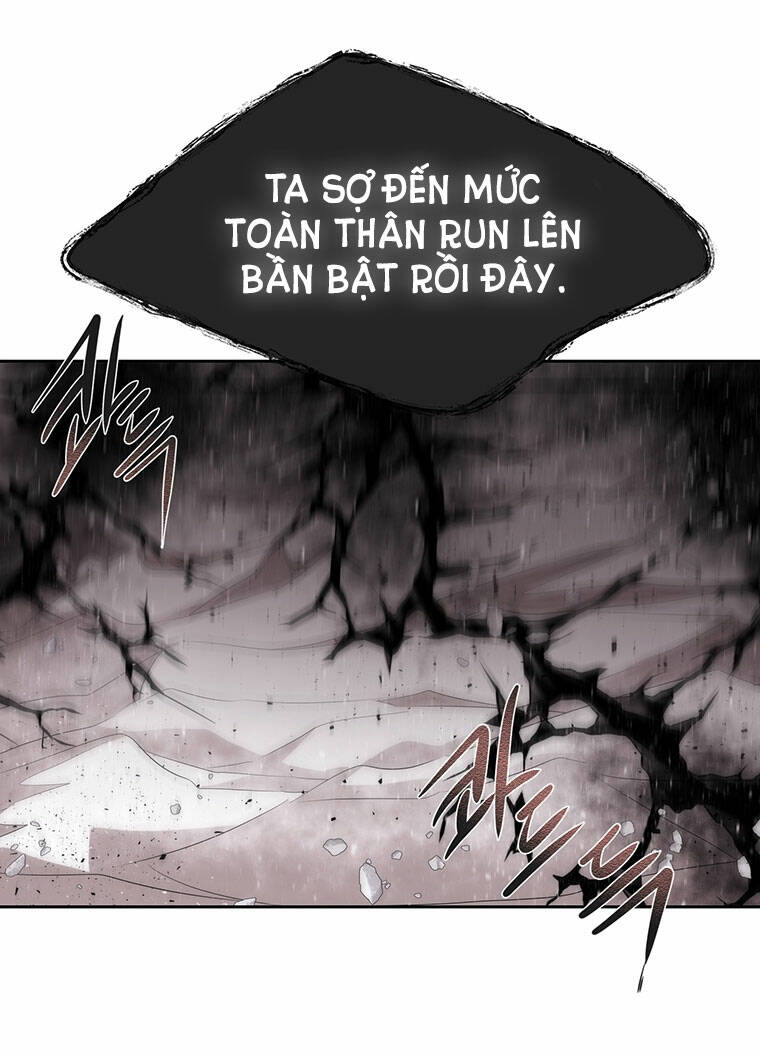 TA SỢ ĐẾN MỨC
TOÀN THÂN RUN LÊN
BẦN BẬT RỒI ĐÂY.